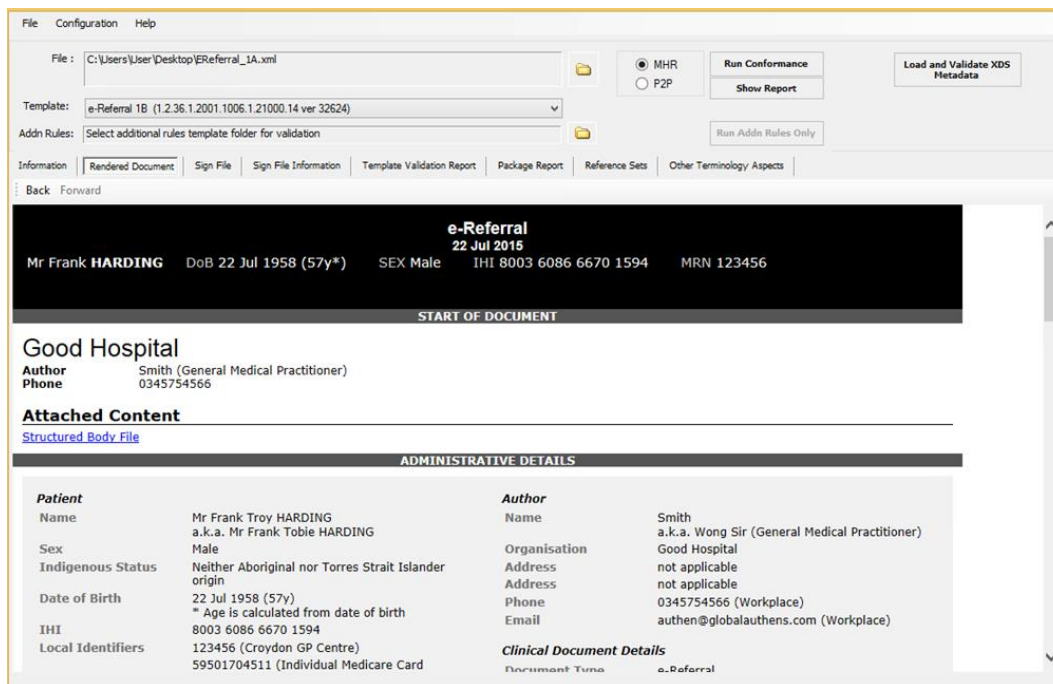 File Configuration Help
File : C:\Users\User\Desktop\EReferral_1A.xml
MHR
P2P
Run Conformance
Show Report
Load and Validate XDS Metadata
Template: e-Referral 1B (1.2.36.1.2001.1006.1.21000.14 ver 32624)
Addn Rules: Select additional rules template folder for validation
Run Addn Rules Only
Information Rendered Document Sign File Sign File Information Template Validation Report Package Report Reference Sets Other Terminology Aspects
Back Forward
e-Referral
22 Jul 2015
Mr Frank HARDING DoB 22 Jul 1958 (57y*) SEX Male IHI 8003 6086 6670 1594 MRN 123456
START OF DOCUMENT
Good Hospital
Author Smith (General Medical Practitioner)
Phone 0345754566
Attached Content
Structured Body File
ADMINISTRATIVE DETAILS
Patient
Name Mr Frank Troy HARDING
a.k.a. Mr Frank Tobie HARDING
Sex Male
Indigenous Status Neither Aboriginal nor Torres Strait Islander
origin
Date of Birth 22 Jul 1958 (57y)
* Age is calculated from date of birth
IHI 8003 6086 6670 1594
Local Identifiers 123456 (Croydon GP Centre)
59501704511 (Individual Medicare Card
Author
Name Smith
a.k.a. Wong Sir (General Medical Practitioner)
Organisation Good Hospital
Address not applicable
Address not applicable
Phone 0345754566 (Workplace)
Email authen@globalauthens.com (Workplace)
Clinical Document Details
Document Type e-Referral